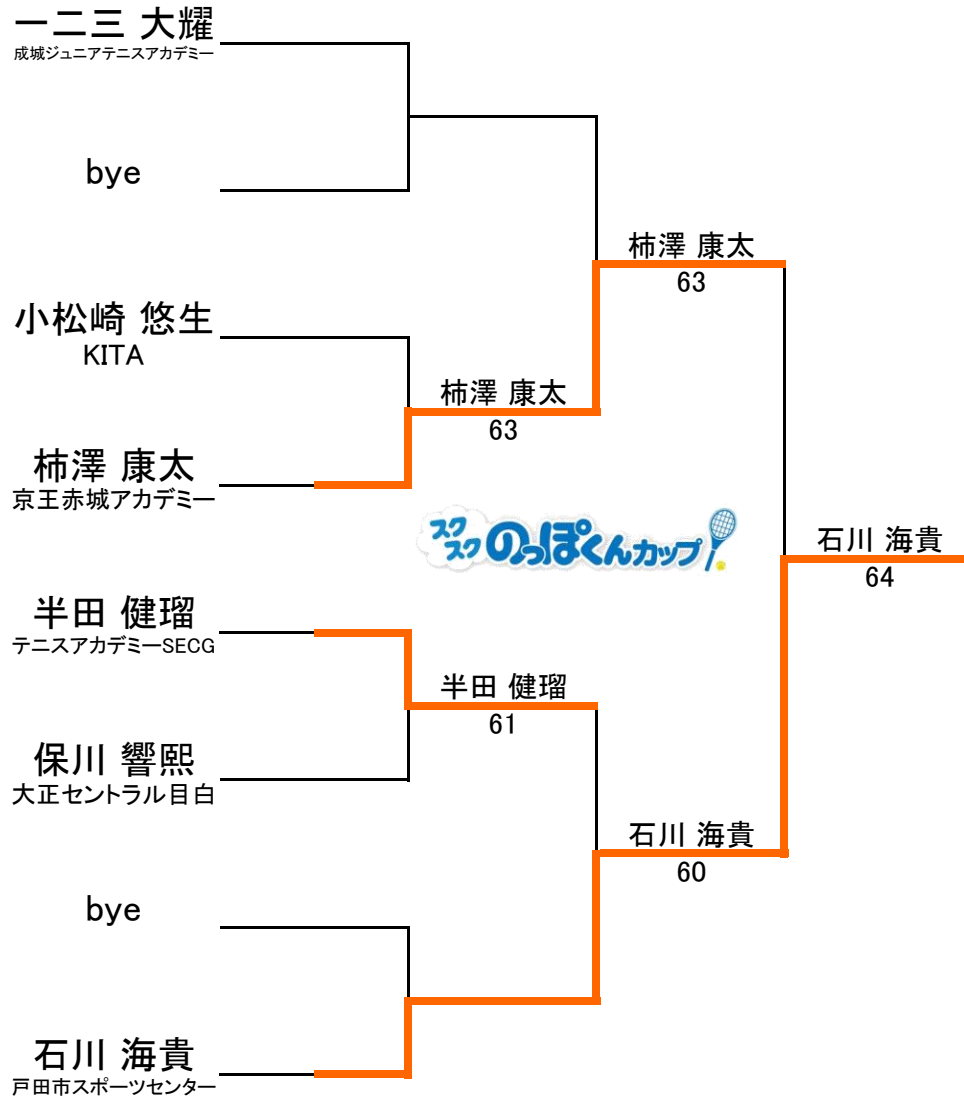 一二三 大耀
成城ジュニアテニスアカデミー
bye
小松崎 悠生
KITA
柿澤 康太
京王赤城アカデミー
半田 健瑠
テニスアカデミーSECG
保川 響熙
大正セントラル目白
bye
石川 海貴
戸田市スポーツセンター
柿澤 康太
63
半田 健瑠
61
スクスク のっぽくんカップ
柿澤 康太
63
石川 海貴
60
石川 海貴
64